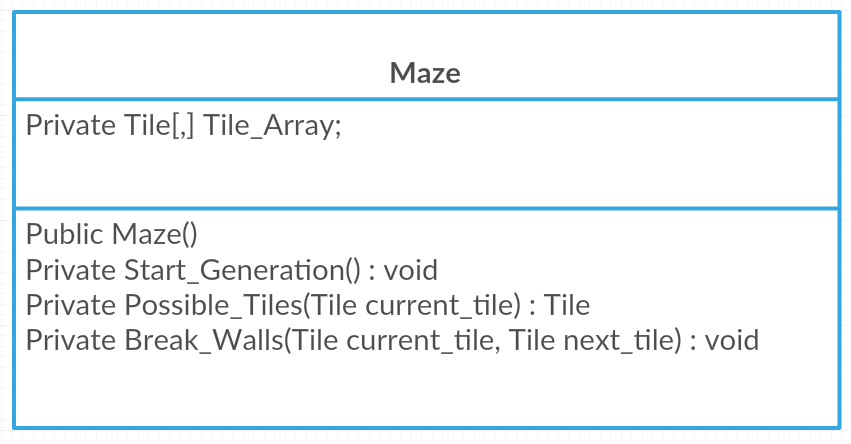 Maze
Private Tile[,] Tile_Array;
Public Maze()
Private Start_Generation() : void
Private Possible_Tiles(Tile current_tile) : Tile
Private Break_Walls(Tile current_tile, Tile next_tile) : void